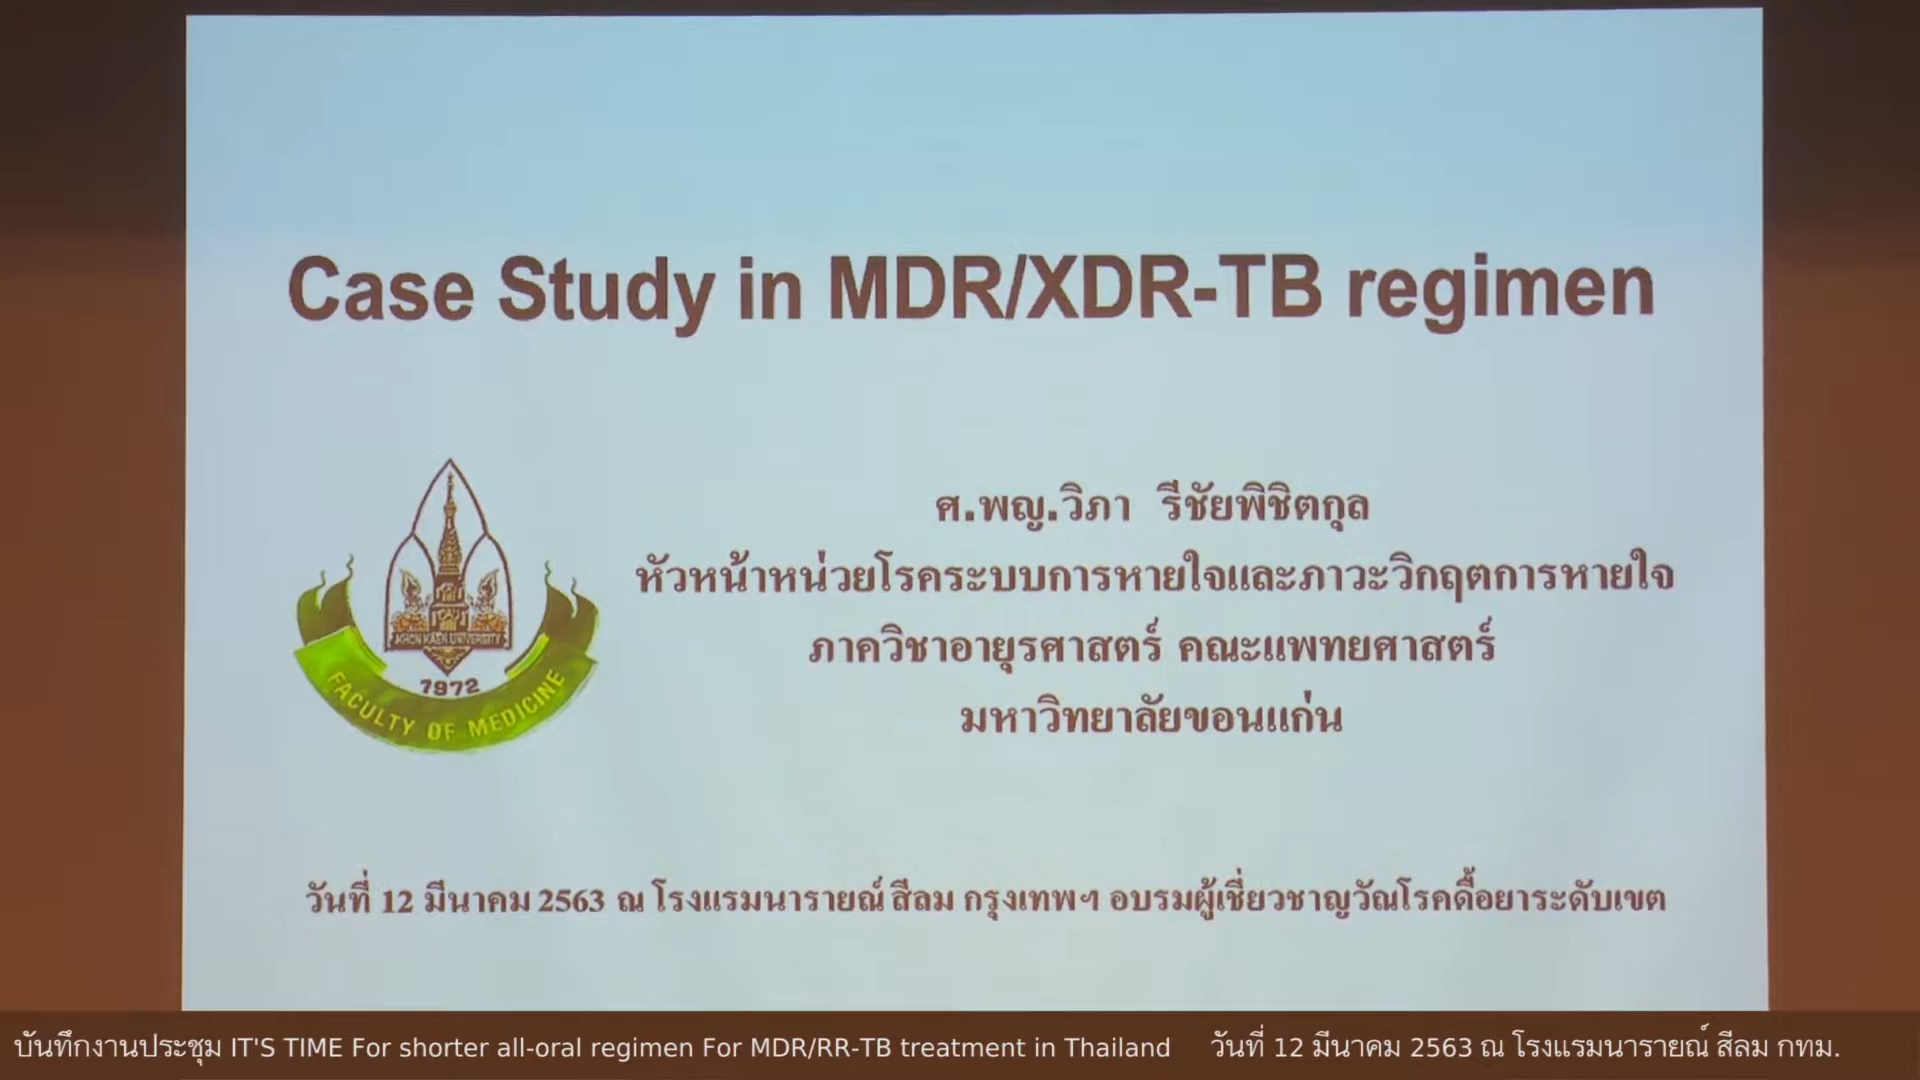 Case Study in MDR/XDR-TB regimen
ศ.พญ.วิภา รีชัยพิชิตกุล
หัวหน้าหน่วยโรคระบบการหายใจและภาวะวิกฤตการหายใจ
ภาควิชาอายุรศาสตร์ คณะแพทยศาสตร์
มหาวิทยาลัยขอนแก่น
KHON KAEN UNIVERSITY
1972
FACULTY OF MEDICINE
วันที่ 12 มีนาคม 2563 ณ โรงแรมนารายณ์ สีลม กรุงเทพฯ อบรมผู้เชี่ยวชาญวัณโรคดื้อยาระดับเขต
บันทึกงานประชุม IT'S TIME For shorter all-oral regimen For MDR/RR-TB treatment in Thailand วันที่ 12 มีนาคม 2563 ณ โรงแรมนารายณ์ สีลม กทม.